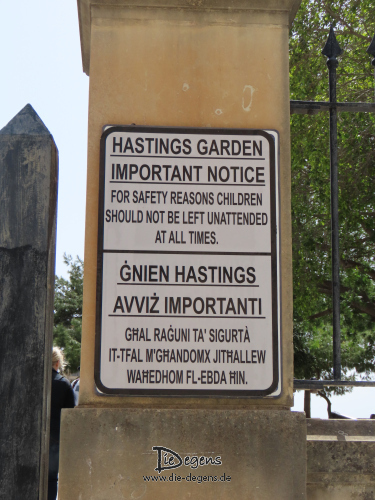 HASTINGS GARDEN
IMPORTANT NOTICE
FOR SAFETY REASONS CHILDREN
SHOULD NOT BE LEFT UNATTENDED
AT ALL TIMES.
ĠNIEN HASTINGS
AVVIŻ IMPORTANTI
GĦAL RAĠUNI TA' SIGURTÀ
IT-TFAL M'GĦANDOMX JITĦALLEW
WAĦEDHOM FL-EBDA ĦIN.
Die Degens
www.die-degens.de